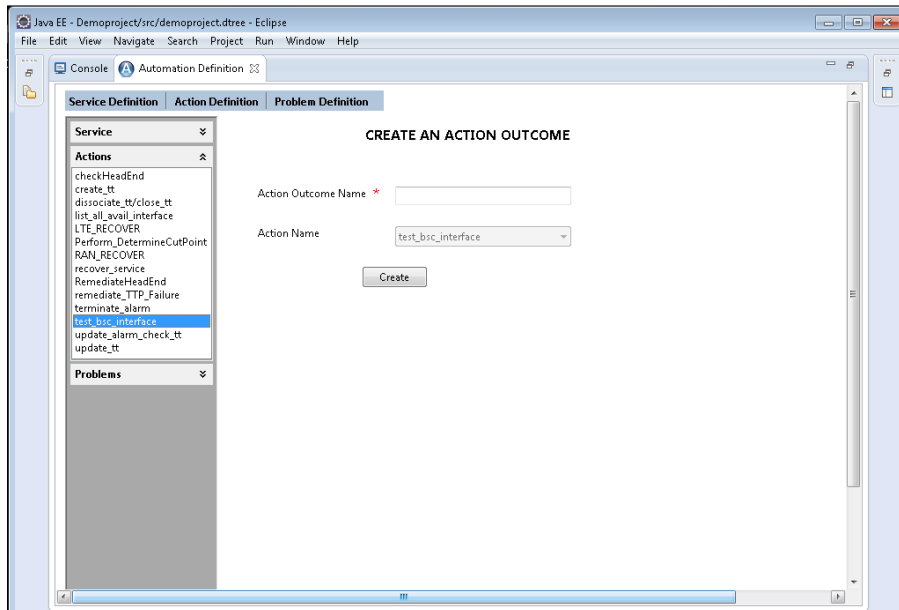 Java EE - Demoproject/src/demoproject.dtree - Eclipse
File Edit View Navigate Search Project Run Window Help
Console Automation Definition
Service Definition Action Definition Problem Definition
Service
Actions
checkHeadEnd
create_tt
dissociate_tt/close_tt
list_all_avail_interface
LTE_RECOVER
Perform_DetermineCutPoint
RAN_RECOVER
recover_service
RemediateHeadEnd
remediate_TTP_Failure
terminate_alarm
test_bsc_interface
update_alarm_check_tt
update_tt
Problems
CREATE AN ACTION OUTCOME
Action Outcome Name *
Action Name test_bsc_interface
Create